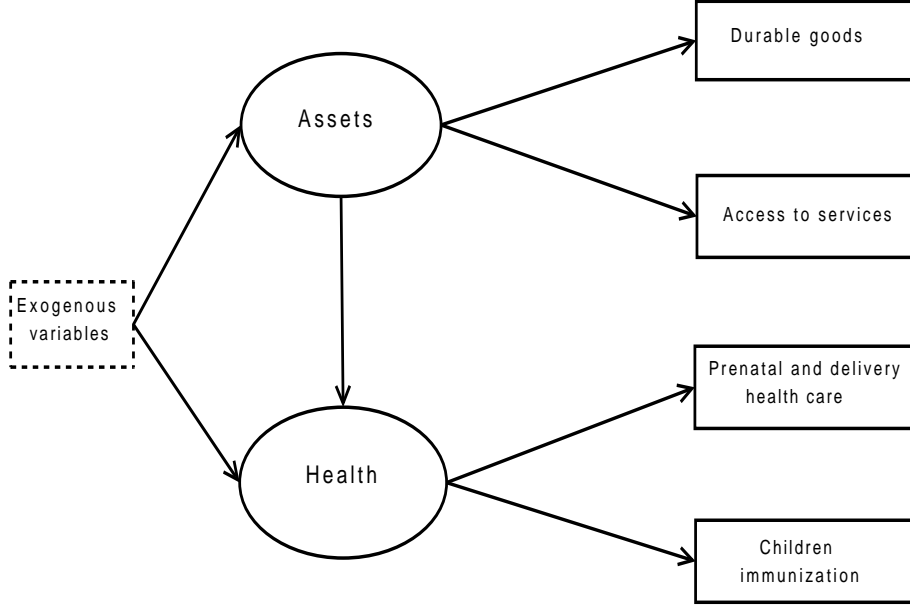 Durable goods
Assets
Access to services
Exogenous
variables
Prenatal and delivery
health care
Health
Children
immunization